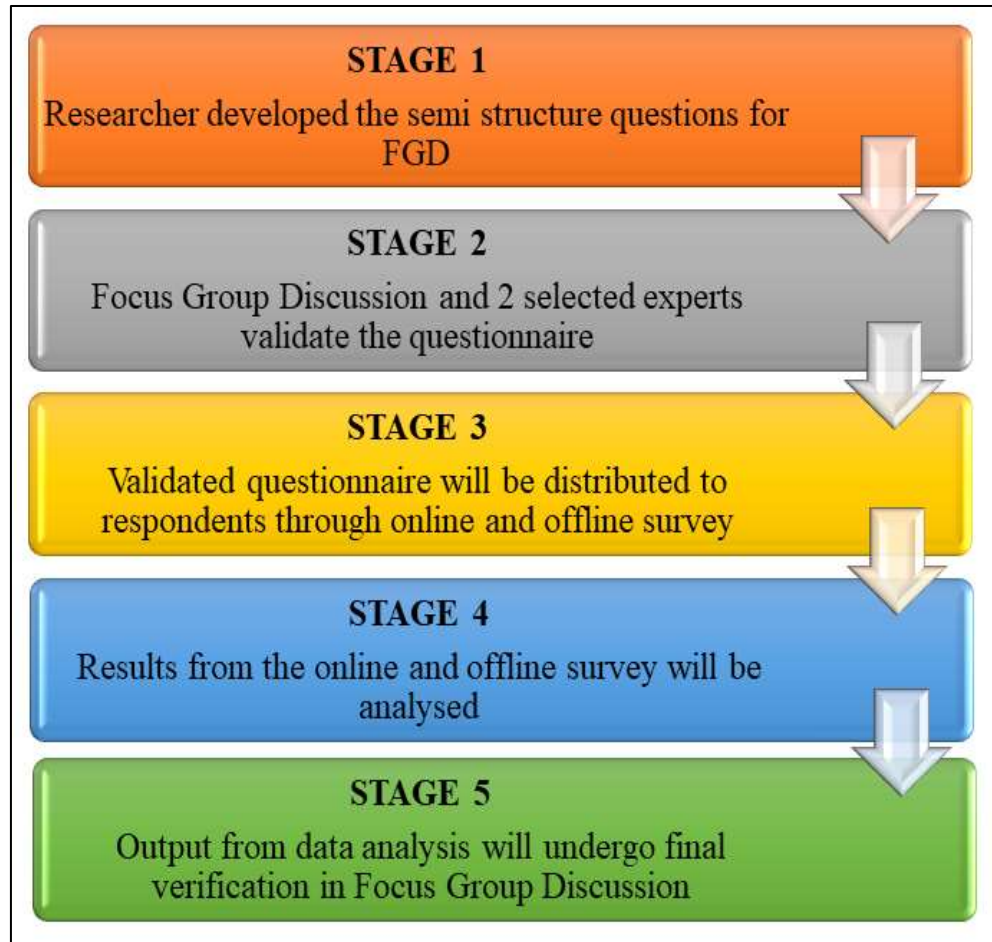 STAGE 1
Researcher developed the semi structure questions for
FGD
STAGE 2
Focus Group Discussion and 2 selected experts
validate the questionnaire
STAGE 3
Validated questionnaire will be distributed to
respondents through online and offline survey
STAGE 4
Results from the online and offline survey will be
analysed
STAGE 5
Output from data analysis will undergo final
verification in Focus Group Discussion